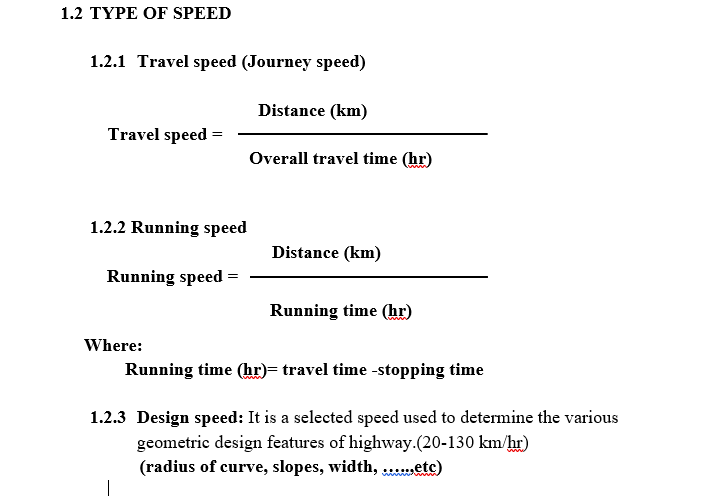 1.2 TYPE OF SPEED
1.2.1 Travel speed (Journey speed)
Distance (km)
Travel speed =
Overall travel time (hr)
1.2.2 Running speed
Distance (km)
Running speed =
Running time (hr)
Where:
Running time (hr)= travel time -stopping time
1.2.3 Design speed: It is a selected speed used to determine the various
geometric design features of highway.(20-130 km/hr)
(radius of curve, slopes, width, ……etc)